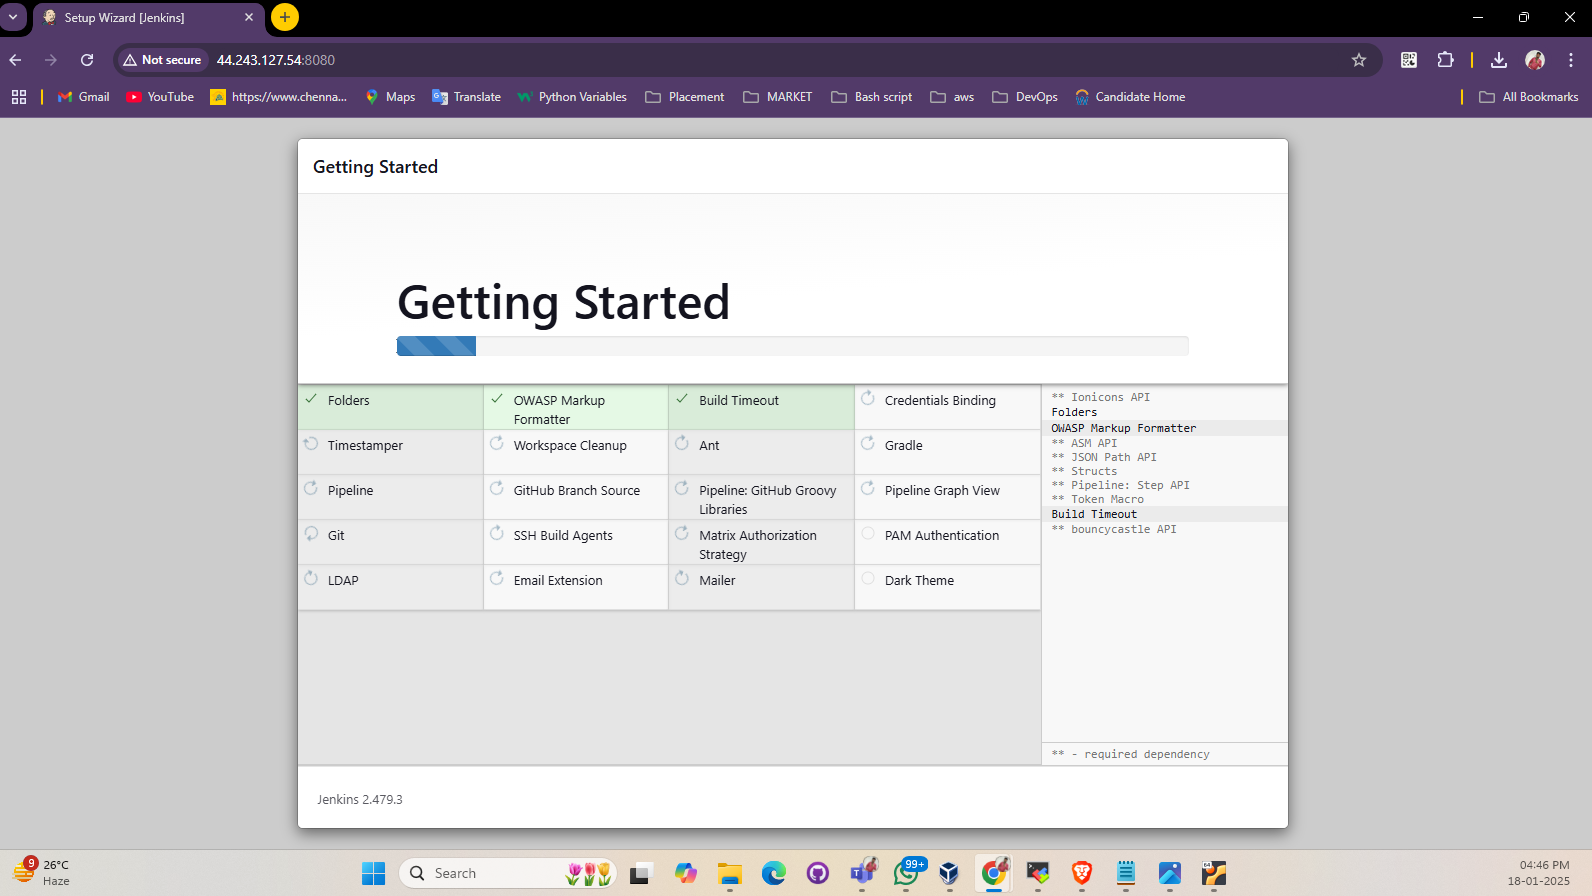 Setup Wizard [Jenkins]
Not secure
44.243.127.54:8080
Gmail
YouTube
https://www.chenna...
Maps
Translate
Python Variables
Placement
MARKET
Bash script
aws
DevOps
Candidate Home
All Bookmarks
Getting Started
Getting Started
Folders
OWASP Markup
Formatter
Build Timeout
Credentials Binding
Timestamper
Workspace Cleanup
Ant
Gradle
Pipeline
GitHub Branch Source
Pipeline: GitHub Groovy
Libraries
Pipeline Graph View
Git
SSH Build Agents
Matrix Authorization
Strategy
PAM Authentication
LDAP
Email Extension
Mailer
Dark Theme
** Ionicons API
Folders
OWASP Markup Formatter
** ASM API
** JSON Path API
** Structs
** Pipeline: Step API
** Token Macro
Build Timeout
** bouncycastle API
** - required dependency
Jenkins 2.479.3
9
26°C
Haze
Search
99+
64
04:46 PM
18-01-2025